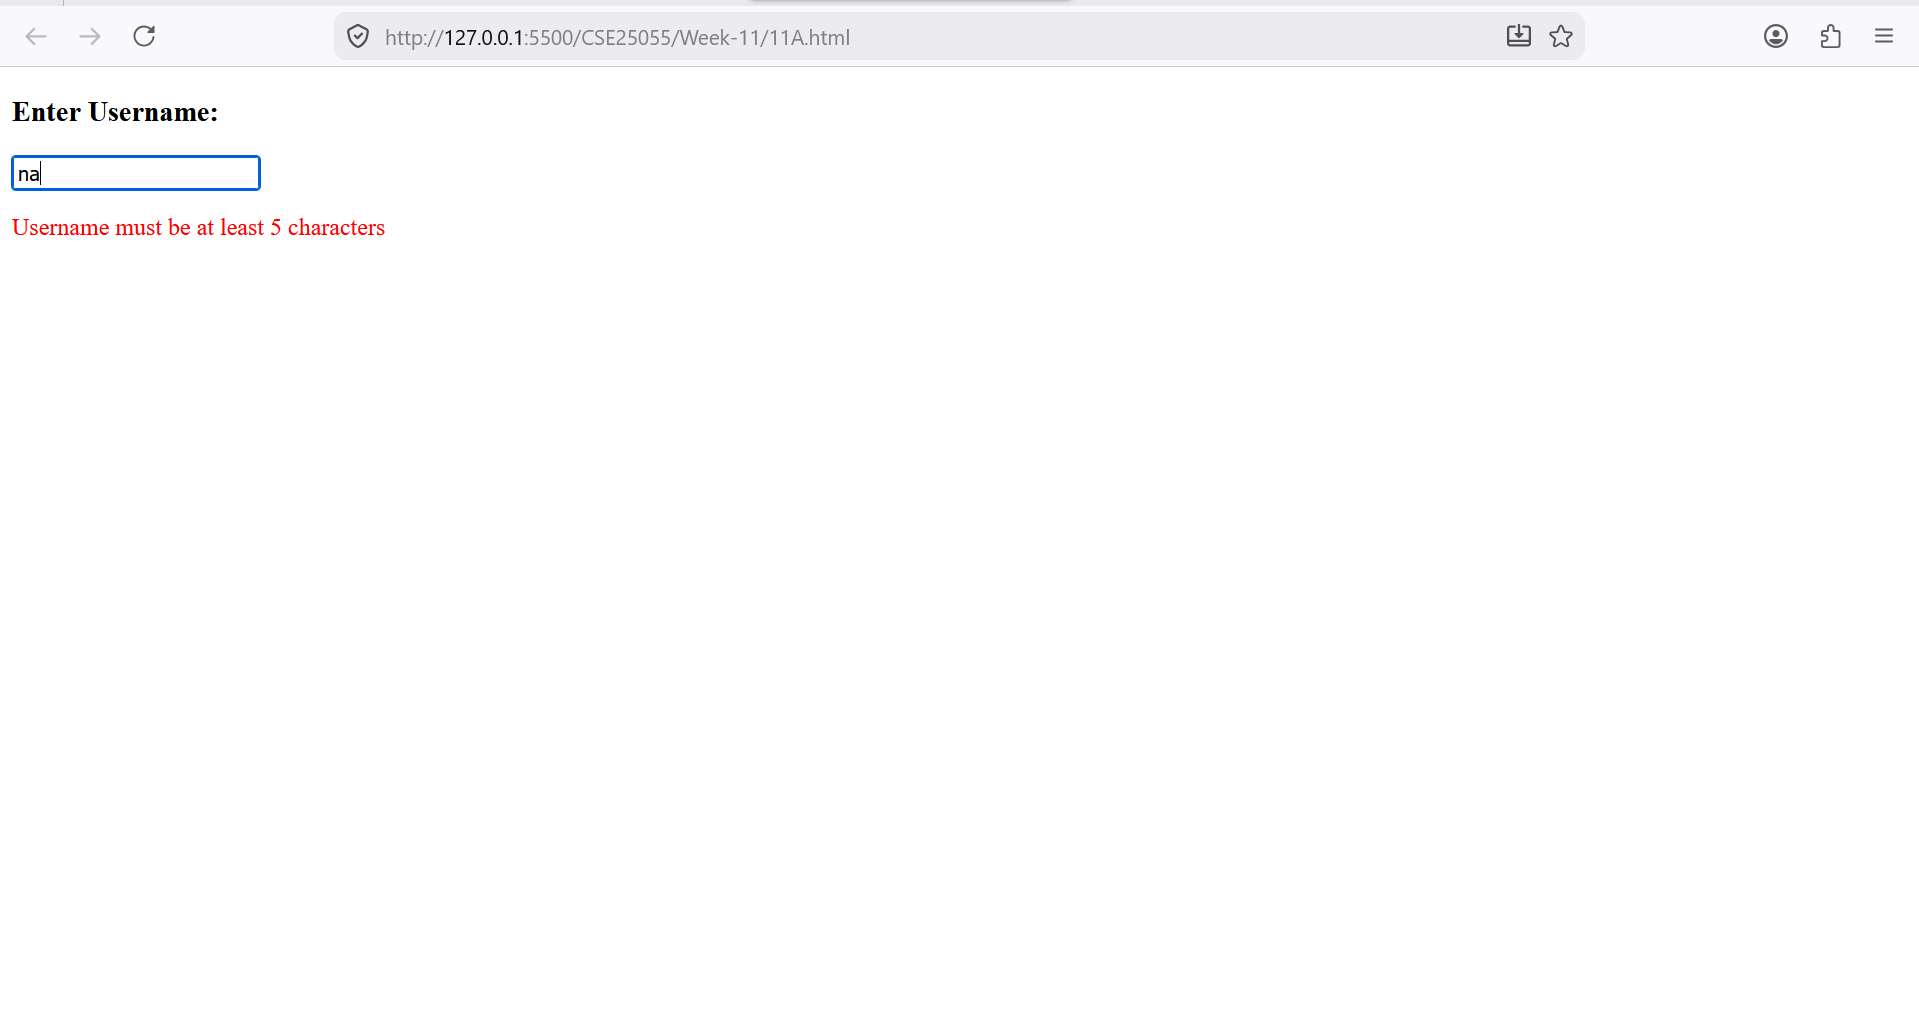 http://127.0.0.1:5500/CSE25055/Week-11/11A.html
Enter Username:
na
Username must be at least 5 characters